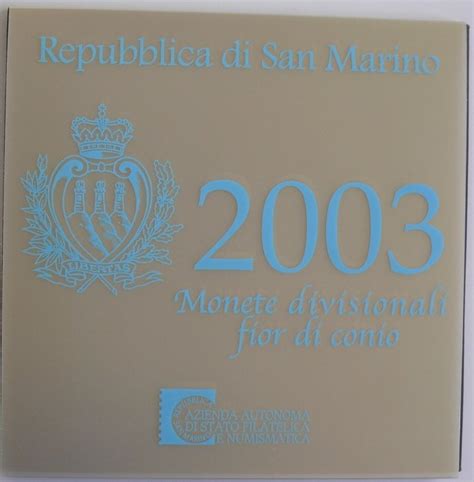 Repubblica di San Marino
LIBERTAS
2003
Monete divisionali
fior di conio
AZIENDA AUTONOMA
DI STATO FILATELICA
E NUMISMATICA